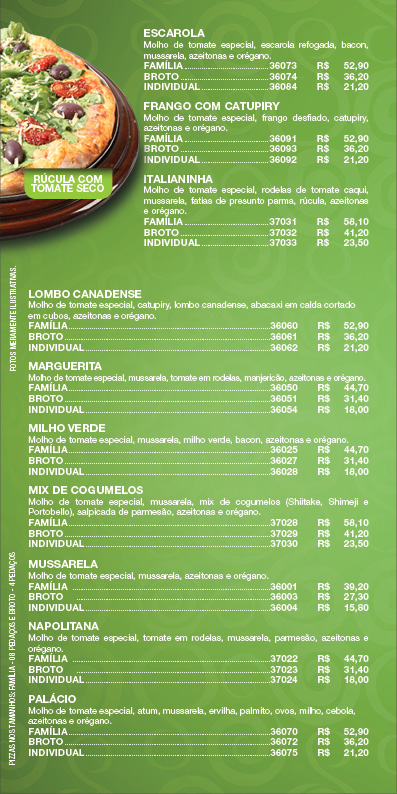 ESCAROLA
Molho de tomate especial, escarola refogada, bacon,
mussarela, azeitonas e orégano.
FAMÍLIA 36073 R$ 52,90
BROTO 36074 R$ 36,20
INDIVIDUAL 36084 R$ 21,20
FRANGO COM CATUPIRY
Molho de tomate especial, frango desfiado, catupiry,
azeitonas e orégano.
FAMÍLIA 36091 R$ 52,90
BROTO 36093 R$ 36,20
INDIVIDUAL 36092 R$ 21,20
RÚCULA COM
TOMATE SECO
ITALIANINHA
Molho de tomate especial, rodelas de tomate caqui,
mussarela, fatias de presunto parma, rúcula, azeitonas
e orégano.
FAMÍLIA 37031 R$ 58,10
BROTO 37032 R$ 41,20
INDIVIDUAL 37033 R$ 23,50
FOTOS MERAMENTE ILUSTRATIVAS.
LOMBO CANADENSE
Molho de tomate especial, catupiry, lombo canadense, abacaxi em calda cortado
em cubos, azeitonas e orégano.
FAMÍLIA 36060 R$ 52,90
BROTO 36061 R$ 36,20
INDIVIDUAL 36062 R$ 21,20
MARGUERITA
Molho de tomate especial, mussarela, tomate em rodelas, manjericão, azeitonas e orégano.
FAMÍLIA 36050 R$ 44,70
BROTO 36051 R$ 31,40
INDIVIDUAL 36054 R$ 18,00
MILHO VERDE
Molho de tomate especial, mussarela, milho verde, bacon, azeitonas e orégano.
FAMÍLIA 36025 R$ 44,70
BROTO 36027 R$ 31,40
INDIVIDUAL 36028 R$ 18,00
MIX DE COGUMELOS
Molho de tomate especial, mussarela, mix de cogumelos (Shiitake, Shimeji e
Portobello), salpicada de parmesão, azeitonas e orégano.
FAMÍLIA 37028 R$ 58,10
BROTO 37029 R$ 41,20
INDIVIDUAL 37030 R$ 23,50
MUSSARELA
Molho de tomate especial, mussarela, azeitonas e orégano.
FAMÍLIA 36001 R$ 39,20
BROTO 36003 R$ 27,30
INDIVIDUAL 36004 R$ 15,80
NAPOLITANA
Molho de tomate especial, tomate em rodelas, mussarela, parmesão, azeitonas e
orégano.
FAMÍLIA 37022 R$ 44,70
BROTO 37023 R$ 31,40
INDIVIDUAL 37024 R$ 18,00
PALÁCIO
Molho de tomate especial, atum, mussarela, ervilha, palmito, ovos, milho, cebola,
azeitonas e orégano.
FAMÍLIA 36070 R$ 52,90
BROTO 36072 R$ 36,20
INDIVIDUAL 36075 R$ 21,20
PIZZAS NOS TAMANHOS: FAMÍLIA - 08 PEDAÇOS E BROTO - 4 PEDAÇOS